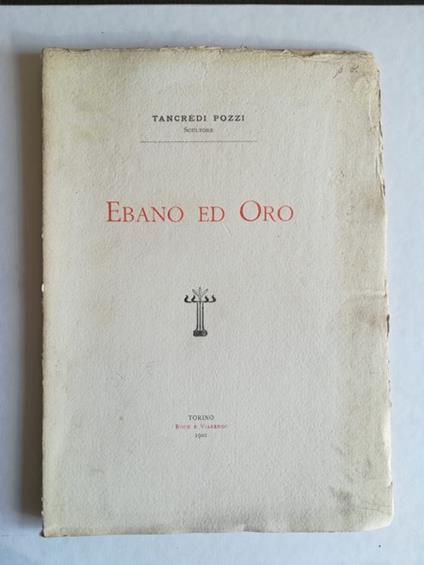 TANCREDI POZZI
SCULTORE
EBANO ED ORO
TORINO
ROUX E VIARENGO
1902